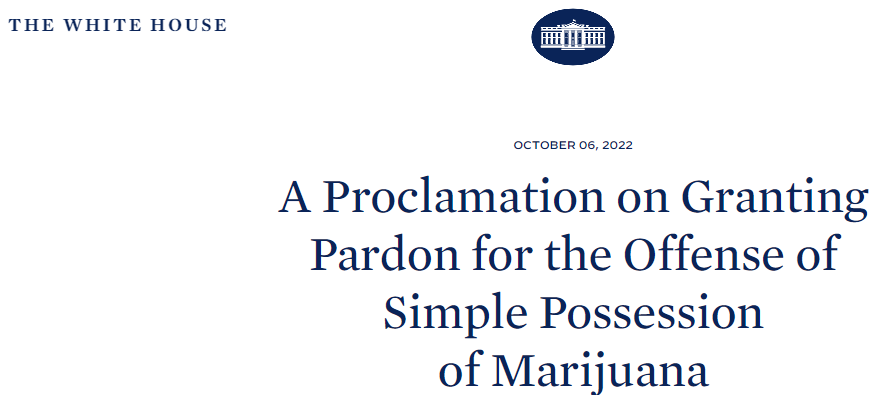 THE WHITE HOUSE
OCTOBER 06, 2022
A Proclamation on Granting
Pardon for the Offense of
Simple Possession
of Marijuana